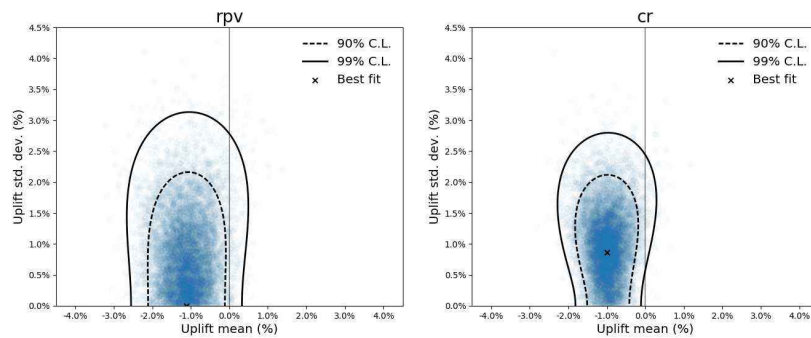 rpv
4.5%
4.0%
3.5%
3.0%
2.5%
2.0%
1.5%
1.0%
0.5%
0.0%
Uplift std. dev. (%)
90% C.L.
99% C.L.
Best fit
-4.0% -3.0% -2.0% -1.0% 0.0% 1.0% 2.0% 3.0% 4.0%
Uplift mean (%)
cr
4.5%
4.0%
3.5%
3.0%
2.5%
2.0%
1.5%
1.0%
0.5%
0.0%
Uplift std. dev. (%)
90% C.L.
99% C.L.
Best fit
-4.0% -3.0% -2.0% -1.0% 0.0% 1.0% 2.0% 3.0% 4.0%
Uplift mean (%)